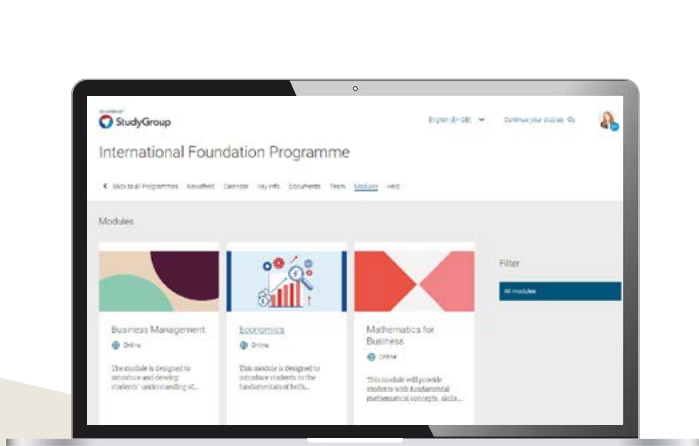 StudyGroup
English (En GB)
Continue your studies
International Foundation Programme
Back to all Programmes Newsfeed Calendar Key info Documents Team Modules Help
Modules
Filter
All modules
Business Management
Online
The module is designed to
introduce and develop
students' understanding of...
Economics
Online
This module is designed to
introduce students to the
fundamentals of both...
Mathematics for
Business
Online
This module will provide
students with fundamental
mathematical concepts, skills...